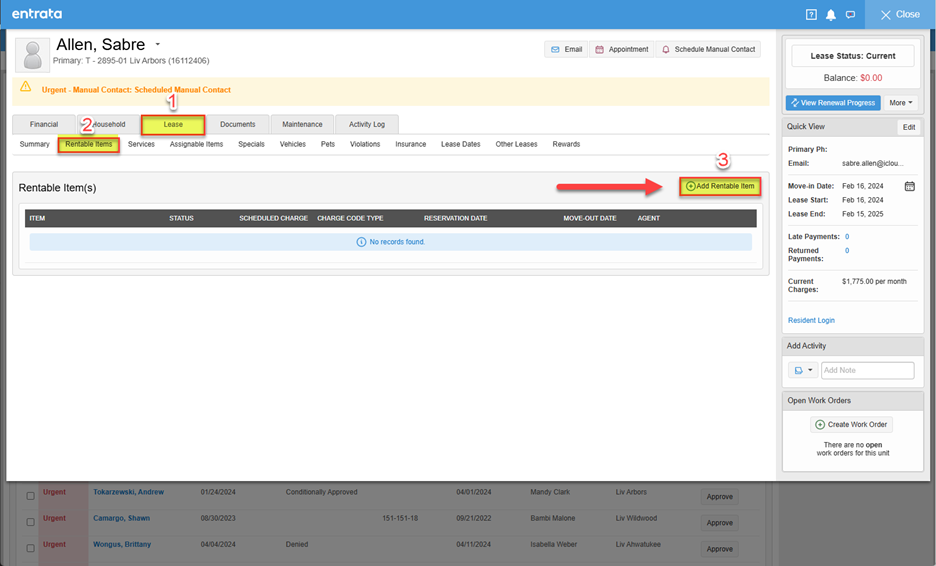 entrata
Close
Allen, Sabre
Primary: T - 2895-01 Liv Arbors (16112406)
Email Appointment Schedule Manual Contact
Urgent - Manual Contact: Scheduled Manual Contact
1
Financial Household Lease Documents Maintenance Activity Log
2
Summary Rentable Items Services Assignable Items Specials Vehicles Pets Violations Insurance Lease Dates Other Leases Rewards
3
Rentable Item(s)
Add Rentable Item
ITEM STATUS SCHEDULED CHARGE CHARGE CODE TYPE RESERVATION DATE MOVE-OUT DATE AGENT
No records found.
Lease Status: Current
Balance: $0.00
View Renewal Progress More
Quick View Edit
Primary Ph:
Email: sabre.allen@iclou...
Move-in Date: Feb 16, 2024
Lease Start: Feb 16, 2024
Lease End: Feb 15, 2025
Late Payments: 0
Returned 0
Payments:
Current $1,775.00 per month
Charges:
Resident Login
Add Activity
Add Note
Open Work Orders
Create Work Order
There are no open
work orders for this unit
Urgent Tokarzewski, Andrew 01/24/2024 Conditionally Approved 04/01/2024 Mandy Clark Liv Arbors Approve
Urgent Camargo, Shawn 08/30/2023 151-151-18 09/21/2022 Bambi Malone Liv Wildwood Approve
Urgent Wongus, Brittany 04/04/2024 Denied 04/11/2024 Isabella Weber Liv Ahwatukee Approve